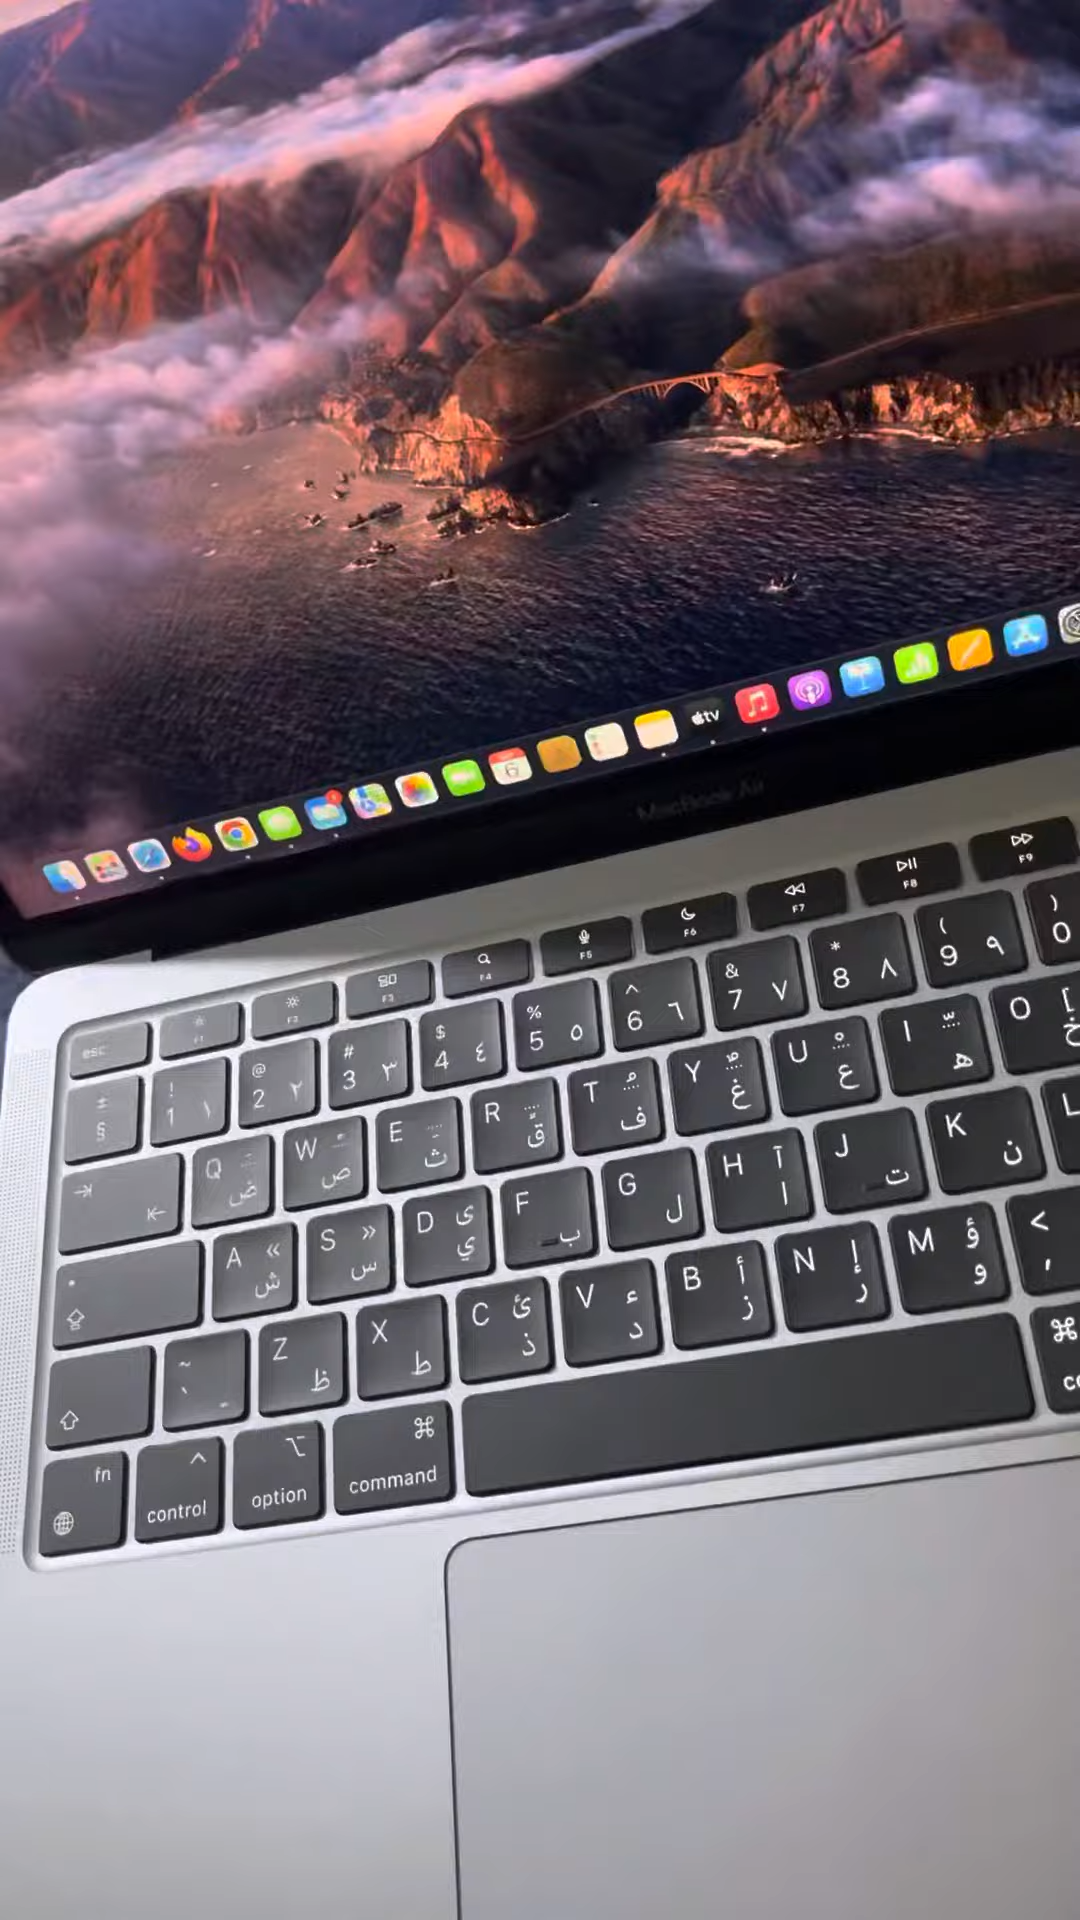 tv
6
MacBook Air
esc F1 F2 F3 F4 F5 F6 F7 F8 F9
± § ! 1 ١ @ 2 ٢ # 3 ٣ $ 4 ٤ % 5 ٥ ^ 6 ٦ & 7 ٧ * 8 ٨ ( 9 ٩ ) 0
Q ض W ص E ث R ق T ف Y غ U ع I ه O خ
A » ش S « س D ى ي F ب G ل H آ ا J ت K ن L
~ ` Z ظ X ط C ئ ذ V ء د B أ ز N إ ر M ؤ و < ,
fn control option command